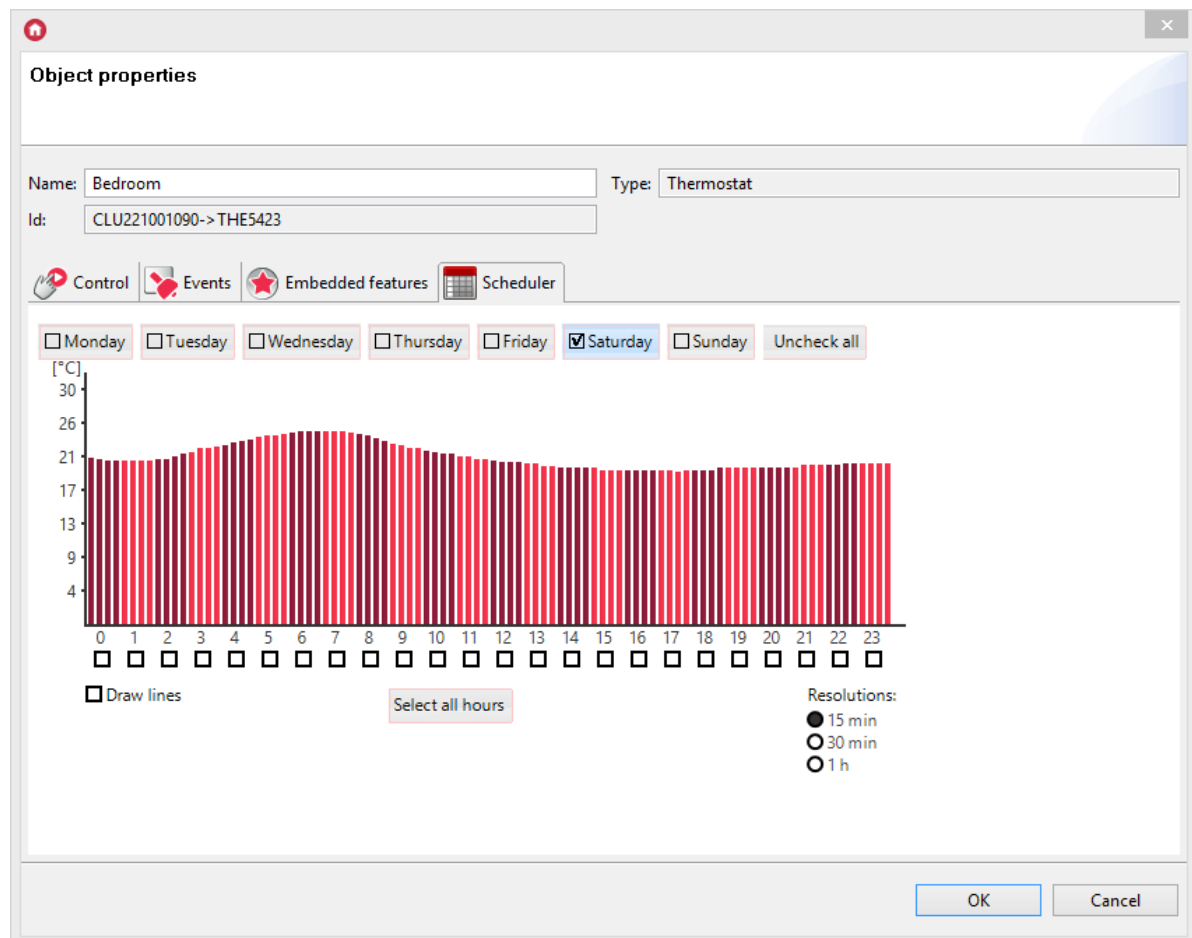 Object properties
Name: Bedroom Type: Thermostat
Id: CLU221001090->THE5423
Control Events Embedded features Scheduler
Monday Tuesday Wednesday Thursday Friday Saturday Sunday Uncheck all
[°C]
30
26
21
17
13
9
4
0 1 2 3 4 5 6 7 8 9 10 11 12 13 14 15 16 17 18 19 20 21 22 23
Draw lines Select all hours Resolutions:
15 min
30 min
1 h
OK Cancel